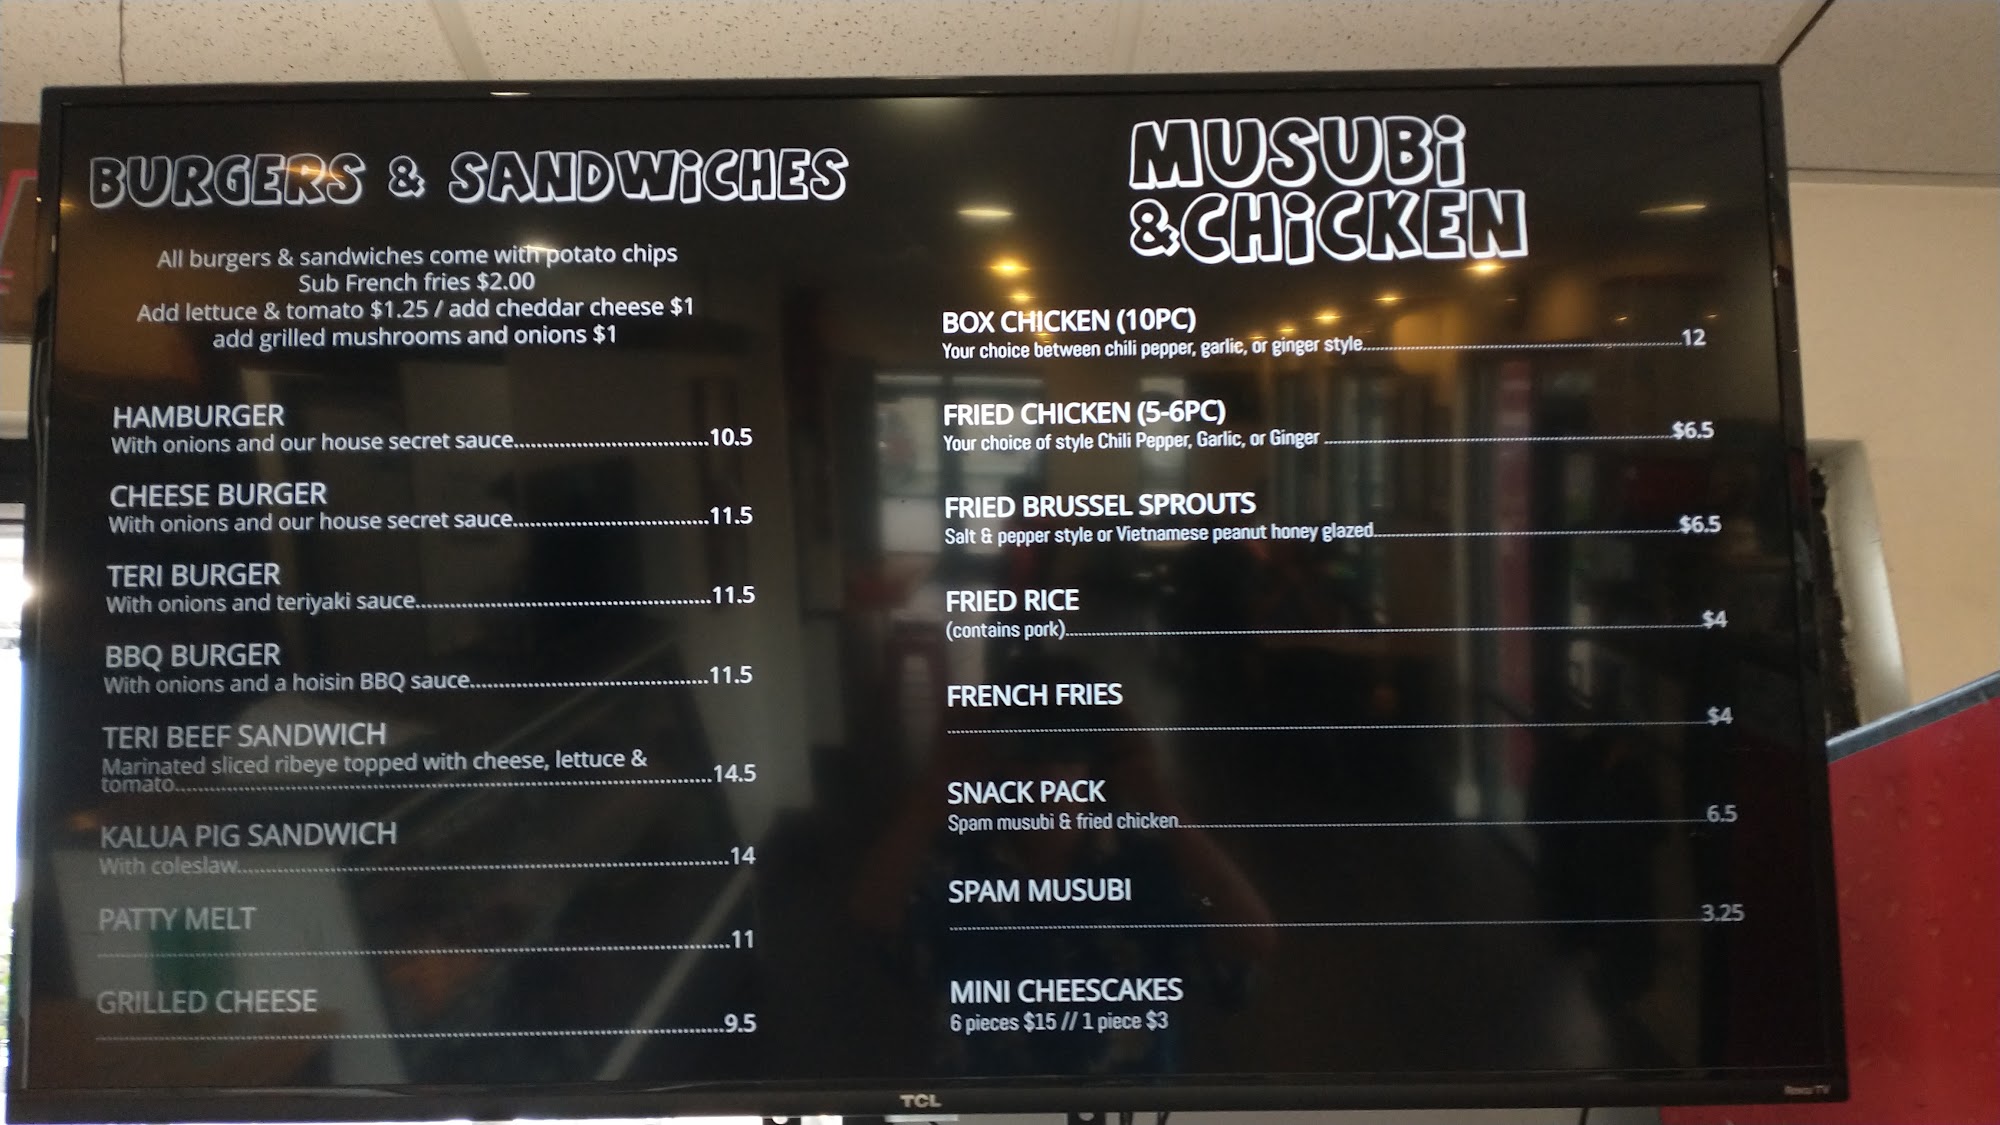 BURGERS & SANDWiCHES
All burgers & sandwiches come with potato chips
Sub French fries $2.00
Add lettuce & tomato $1.25 / add cheddar cheese $1
add grilled mushrooms and onions $1
HAMBURGER
With onions and our house secret sauce..............................10.5
CHEESE BURGER
With onions and our house secret sauce..............................11.5
TERI BURGER
With onions and teriyaki sauce..............................................11.5
BBQ BURGER
With onions and a hoisin BBQ sauce.....................................11.5
TERI BEEF SANDWICH
Marinated sliced ribeye topped with cheese, lettuce &
tomato...................................................................................14.5
KALUA PIG SANDWICH
With coleslaw............................................................................14
PATTY MELT
..................................................................................................11
GRILLED CHEESE
.................................................................................................9.5
MUSUBi
&CHiCKEN
BOX CHICKEN (10PC)
Your choice between chili pepper, garlic, or ginger style..............................12
FRIED CHICKEN (5-6PC)
Your choice of style Chili Pepper, Garlic, or Ginger ..............................$6.5
FRIED BRUSSEL SPROUTS
Salt & pepper style or Vietnamese peanut honey glazed..............................$6.5
FRIED RICE
(contains pork)..............................$4
FRENCH FRIES
..............................$4
SNACK PACK
Spam musubi & fried chicken..............................6.5
SPAM MUSUBI
..............................3.25
MINI CHEESCAKES
6 pieces $15 // 1 piece $3
TCL
Roku TV